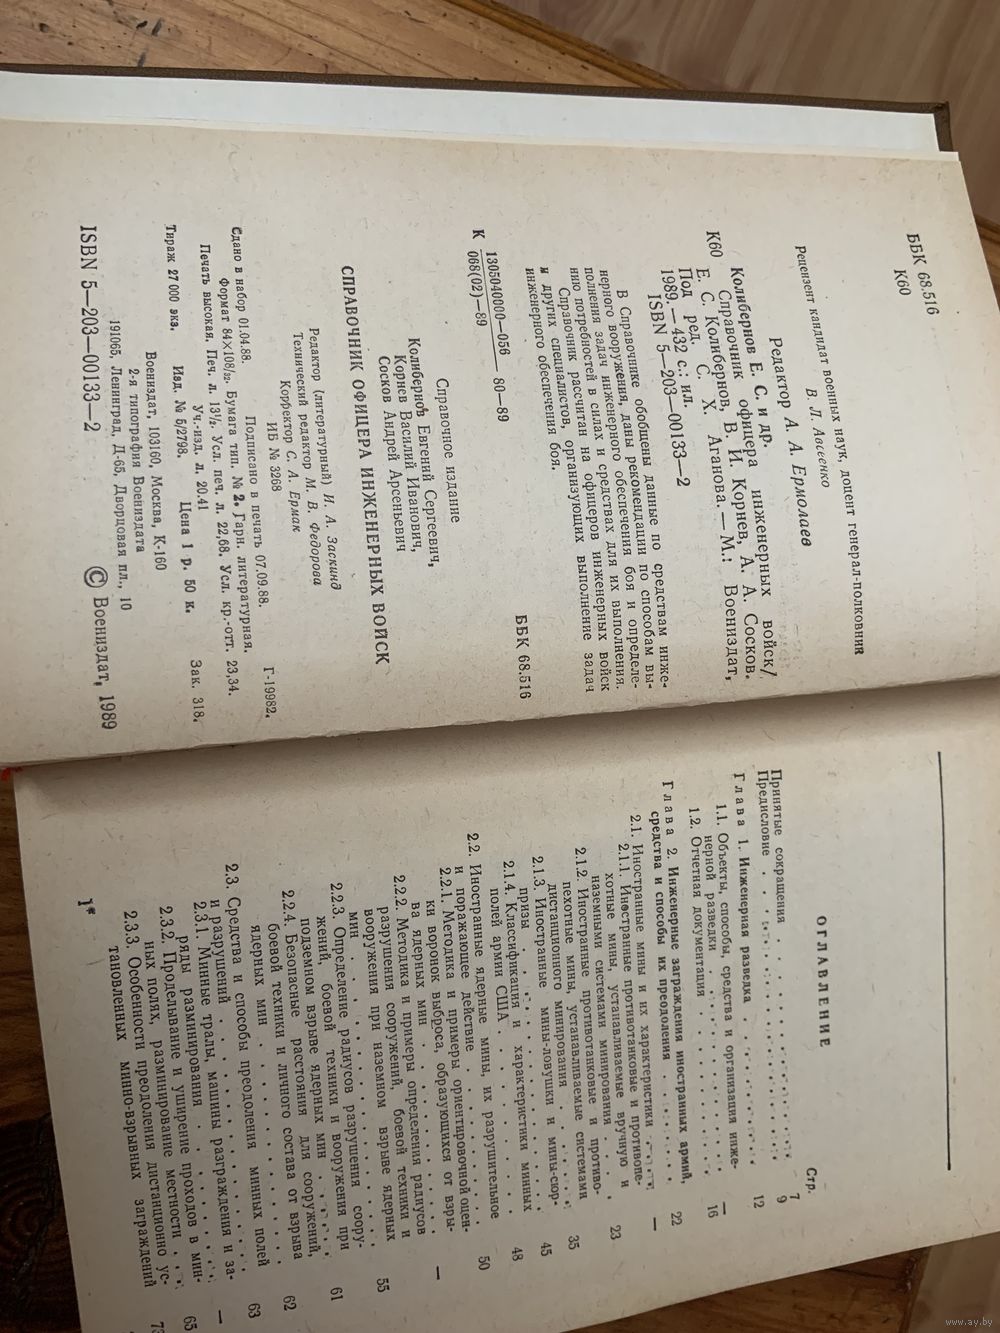 ББК 68.516
К60
Рецензент кандидат военных наук, доцент генерал-полковник
В. Л. Авсеенко
Редактор А. А. Ермолаев
Колибернов Е. С. и др.
К60 Справочник офицера инженерных войск/
Е. С. Колибернов, В. И. Корнев, А. А. Сосков.
Под ред. С. Х. Аганова. — М.: Воениздат,
1989. — 432 с.: ил.
ISBN 5—203—00133—2
В Справочнике обобщены данные по средствам инже-
нерного вооружения, даны рекомендации по способам вы-
полнения задач инженерного обеспечения боя и определе-
нию потребностей в силах и средствах для их выполнения.
Справочник рассчитан на офицеров инженерных войск
и других специалистов, организующих выполнение задач
инженерного обеспечения боя.
К 1305040000—056
068(02)—89 80—89
ББК 68.516
Справочное издание
Колибернов Евгений Сергеевич,
Корнев Василий Иванович,
Сосков Андрей Арсеньевич
СПРАВОЧНИК ОФИЦЕРА ИНЖЕНЕРНЫХ ВОЙСК
Редактор (литературный) И. А. Заскинд
Технический редактор М. В. Федорова
Корректор С. А. Ермак
ИБ № 3268
Сдано в набор 01.04.88. Подписано в печать 07.09.88. Г-19982.
Формат 84×108/32. Бумага тип. № 2. Гарн. литературная.
Печать высокая. Печ. л. 13½. Усл. печ. л. 22,68. Усл. кр.-отт. 23,34.
Уч.-изд. л. 20.41
Тираж 27 000 экз. Изд. № 5/2798. Цена 1 р. 50 к. Зак. 318.
Воениздат, 103160, Москва, К-160
2-я типография Воениздата
191065, Ленинград, Д-65, Дворцовая пл., 10
ISBN 5—203—00133—2 © Воениздат, 1989
ОГЛАВЛЕНИЕ
Стр.
Принятые сокращения . . . . . . . . . . 7
Предисловие . . . . . . . . . . 9
Глава 1. Инженерная разведка . . . . . . . . 12
1.1. Объекты, способы, средства и организация инже-
нерной разведки . . . . . . . . —
1.2. Отчетная документация . . . . . . . . 16
Глава 2. Инженерные заграждения иностранных армий,
средства и способы их преодоления . . . . . . 22
2.1. Иностранные мины и их характеристики . . . . —
2.1.1. Иностранные противотанковые и противопе-
хотные мины, устанавливаемые вручную и
наземными системами минирования . . . . 23
2.1.2. Иностранные противотанковые и противо-
пехотные мины, устанавливаемые системами
дистанционного минирования . . . . . 35
2.1.3. Иностранные мины-ловушки и мины-сюр-
призы . . . . . . . . . . 45
2.1.4. Классификация и характеристики минных
полей армии США . . . . . . . . 48
2.2. Иностранные ядерные мины, их разрушительное
и поражающее действие . . . . . . . . 50
2.2.1. Методика и примеры ориентировочной оцен-
ки воронок выброса, образующихся от взры-
ва ядерных мин . . . . . . . . —
2.2.2. Методика и примеры определения радиусов
разрушения сооружений, боевой техники и
вооружения при наземном взрыве ядерных
мин . . . . . . . . . . 55
2.2.3. Определение радиусов разрушения соору-
жений, боевой техники и вооружения при
подземном взрыве ядерных мин . . . . 61
2.2.4. Безопасные расстояния для сооружений,
боевой техники и личного состава от взрыва
ядерных мин . . . . . . . . 62
2.3. Средства и способы преодоления минных полей
и разрушений . . . . . . . . . 63
2.3.1. Минные тралы, машины разграждения и за-
ряды разминирования . . . . . . . —
2.3.2. Проделывание и уширение проходов в мин-
ных полях, разминирование местности . . . 65
2.3.3. Особенности преодоления дистанционно ус-
тановленных минно-взрывных заграждений 73
1*
www.ay.by